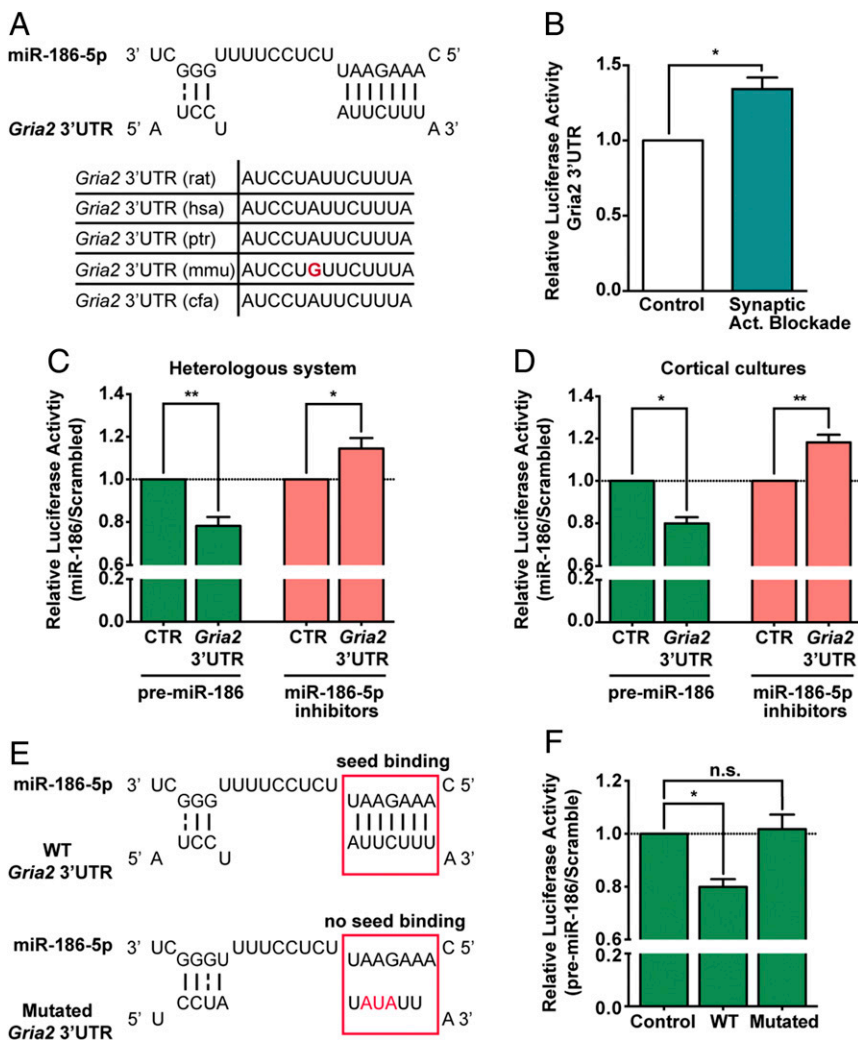 A
miR-186-5p 3' UC UUUUCCUCU C 5'
GGG UAAGAAA
UCC AUUCUUU
Gria2 3'UTR 5' A U A 3'
Gria2 3'UTR (rat) AUCCUAUUCUUUA
Gria2 3'UTR (hsa) AUCCUAUUCUUUA
Gria2 3'UTR (ptr) AUCCUAUUCUUUA
Gria2 3'UTR (mmu) AUCCUGUUCUUUA
Gria2 3'UTR (cfa) AUCCUAUUCUUUA
B
Relative Luciferase Activity
Gria2 3'UTR
1.5
1.0
0.5
0.0
*
Control
Synaptic
Act. Blockade
C
Heterologous system
Relative Luciferase Activtiy
(miR-186/Scrambled)
1.4
1.2
1.0
0.8
0.6
0.2
0.0
** *
CTR Gria2 CTR Gria2
3'UTR 3'UTR
pre-miR-186 miR-186-5p
inhibitors
D
Cortical cultures
Relative Luciferase Activity
(miR-186/Scrambled)
1.4
1.2
1.0
0.8
0.6
0.2
0.0
* **
CTR Gria2 CTR Gria2
3'UTR 3'UTR
pre-miR-186 miR-186-5p
inhibitors
E
seed binding
miR-186-5p 3' UC UUUUCCUCU C 5'
GGG UAAGAAA
UCC AUUCUUU
WT
Gria2 3'UTR 5' A U A 3'
no seed binding
miR-186-5p 3' UC UUUCCUCU C 5'
GGGU UAAGAAA
CCUA UAUAUU
Mutated
Gria2 3'UTR 5' U A 3'
F
Relative Luciferase Activtiy
(pre-miR-186/Scramble)
1.2
1.0
0.8
0.6
0.2
0.0
n.s.
*
Control WT Mutated